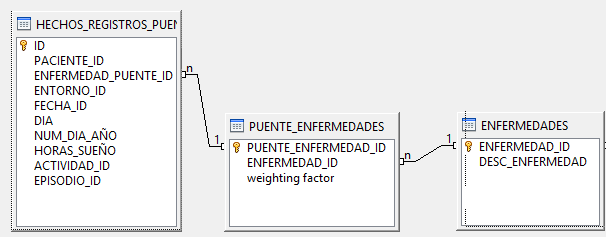 HECHOS_REGISTROS_PUEN
ID
PACIENTE_ID
ENFERMEDAD_PUENTE_ID
ENTORNO_ID
FECHA_ID
DIA
NUM_DIA_AÑO
HORAS_SUEÑO
ACTIVIDAD_ID
EPISODIO_ID
n
1
PUENTE_ENFERMEDADES
PUENTE_ENFERMEDAD_ID
ENFERMEDAD_ID
weighting factor
n
1
ENFERMEDADES
ENFERMEDAD_ID
DESC_ENFERMEDAD